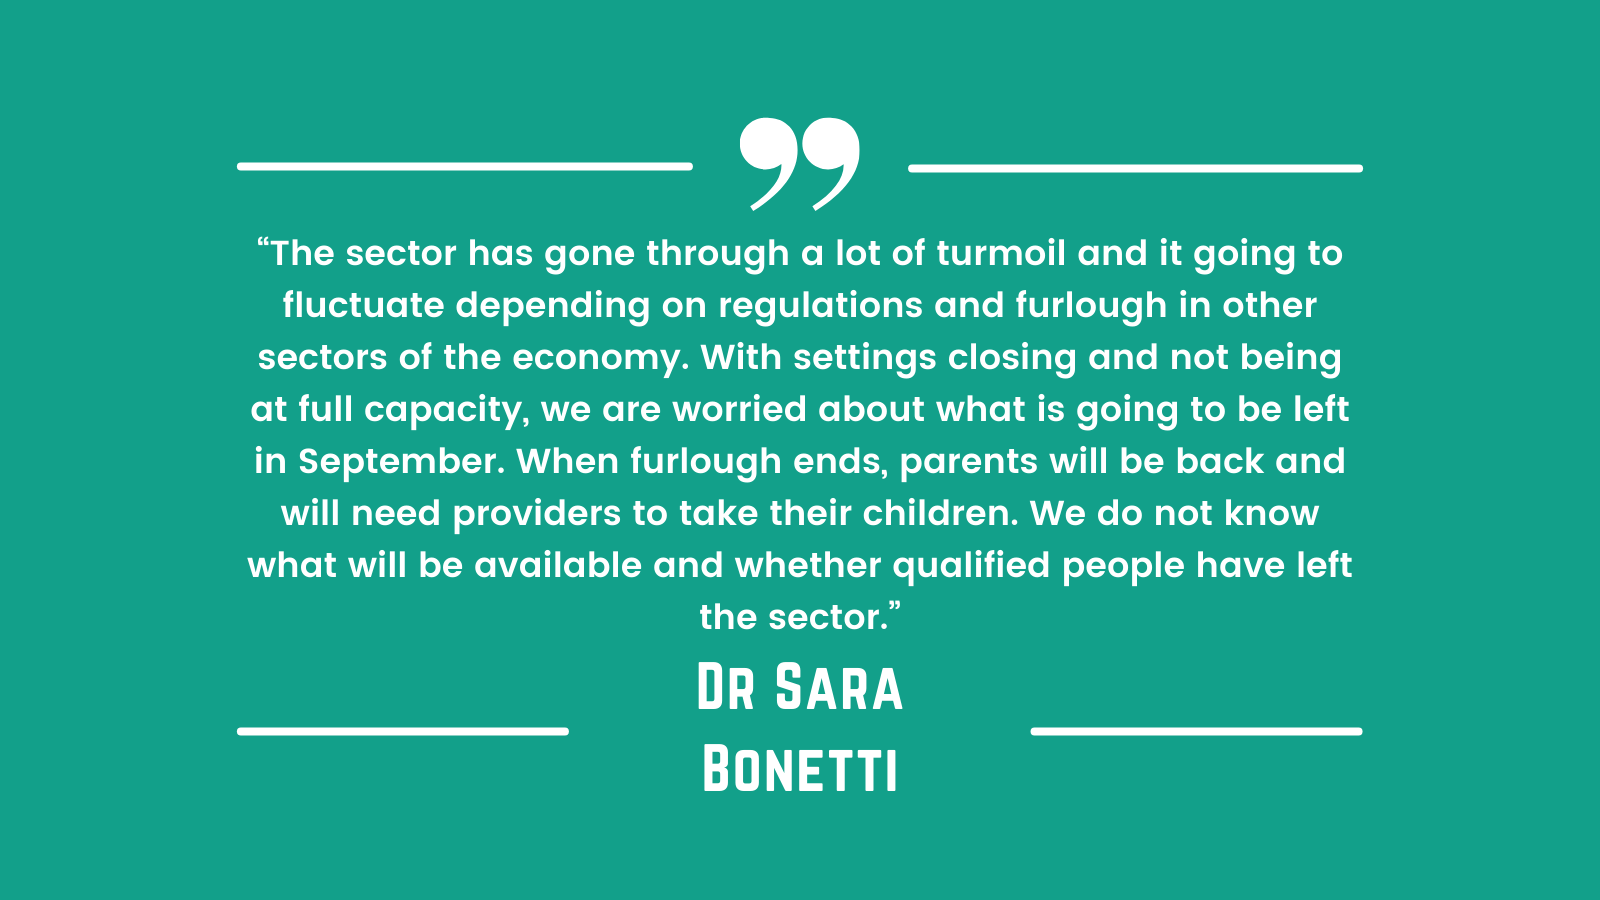 ”
“The sector has gone through a lot of turmoil and it going to
fluctuate depending on regulations and furlough in other
sectors of the economy. With settings closing and not being
at full capacity, we are worried about what is going to be left
in September. When furlough ends, parents will be back and
will need providers to take their children. We do not know
what will be available and whether qualified people have left
the sector.”
Dr Sara
Bonetti